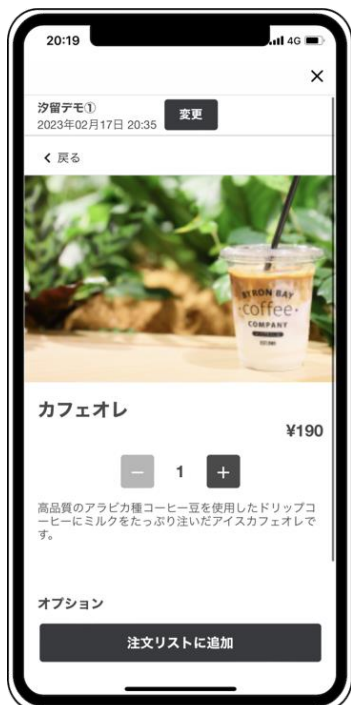 20:19
4G
×
汐留デモ①
2023年02月17日 20:35
変更
戻る
BYRON BAY
coffee
COMPANY
カフェオレ
¥190
− 1 +
高品質のアラビカ種コーヒー豆を使用したドリップコ
ーヒーにミルクをたっぷり注いだアイスカフェオレで
す。
オプション
注文リストに追加